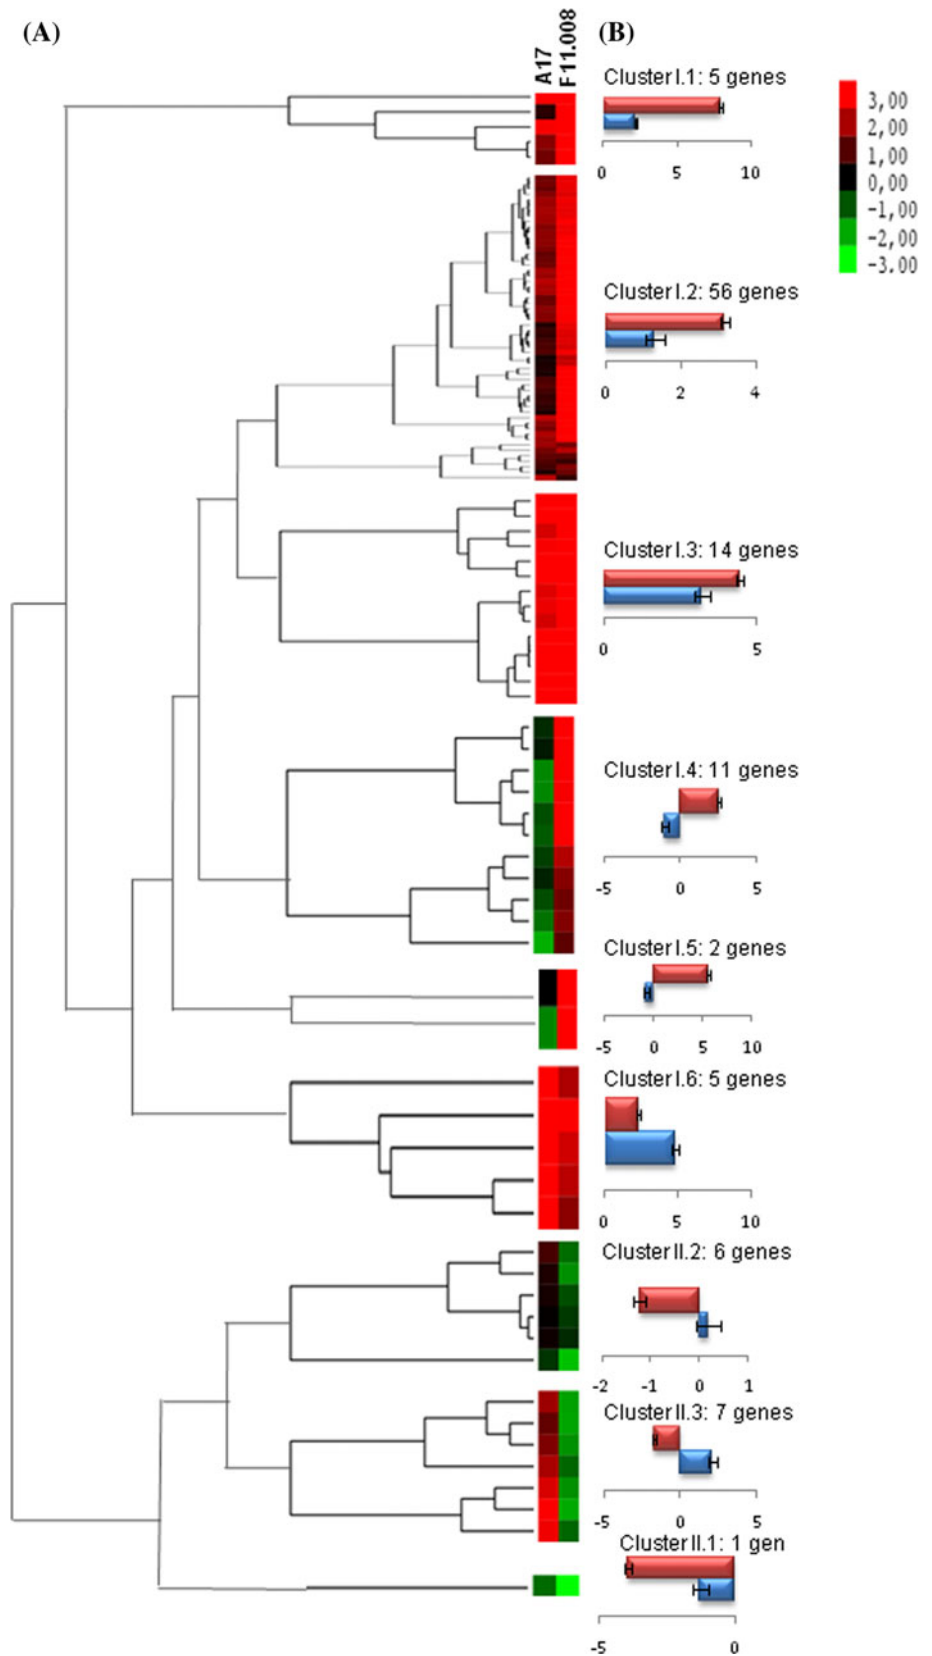 (A)
A17
F11.008
(B)
Cluster I.1: 5 genes
0 5 10
3,00
2,00
1,00
0,00
-1,00
-2,00
-3.00
Cluster I.2: 56 genes
0 2 4
Cluster I.3: 14 genes
0 5
Cluster I.4: 11 genes
-5 0 5
Cluster I.5: 2 genes
-5 0 5 10
Cluster I.6: 5 genes
0 5 10
Cluster II.2: 6 genes
-2 -1 0 1
Cluster II.3: 7 genes
-5 0 5
Cluster II.1: 1 gen
-5 0